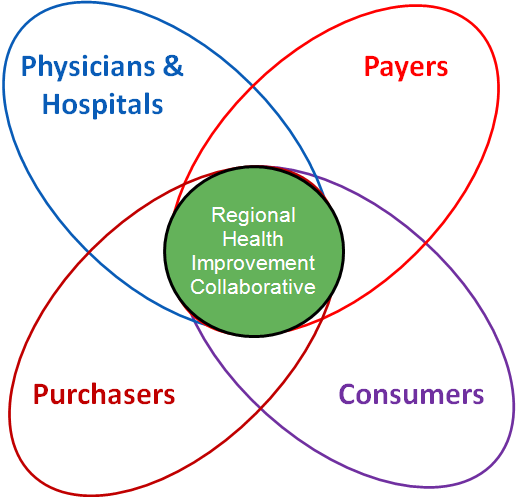 Physicians &
Hospitals
Payers
Regional
Health
Improvement
Collaborative
Purchasers
Consumers